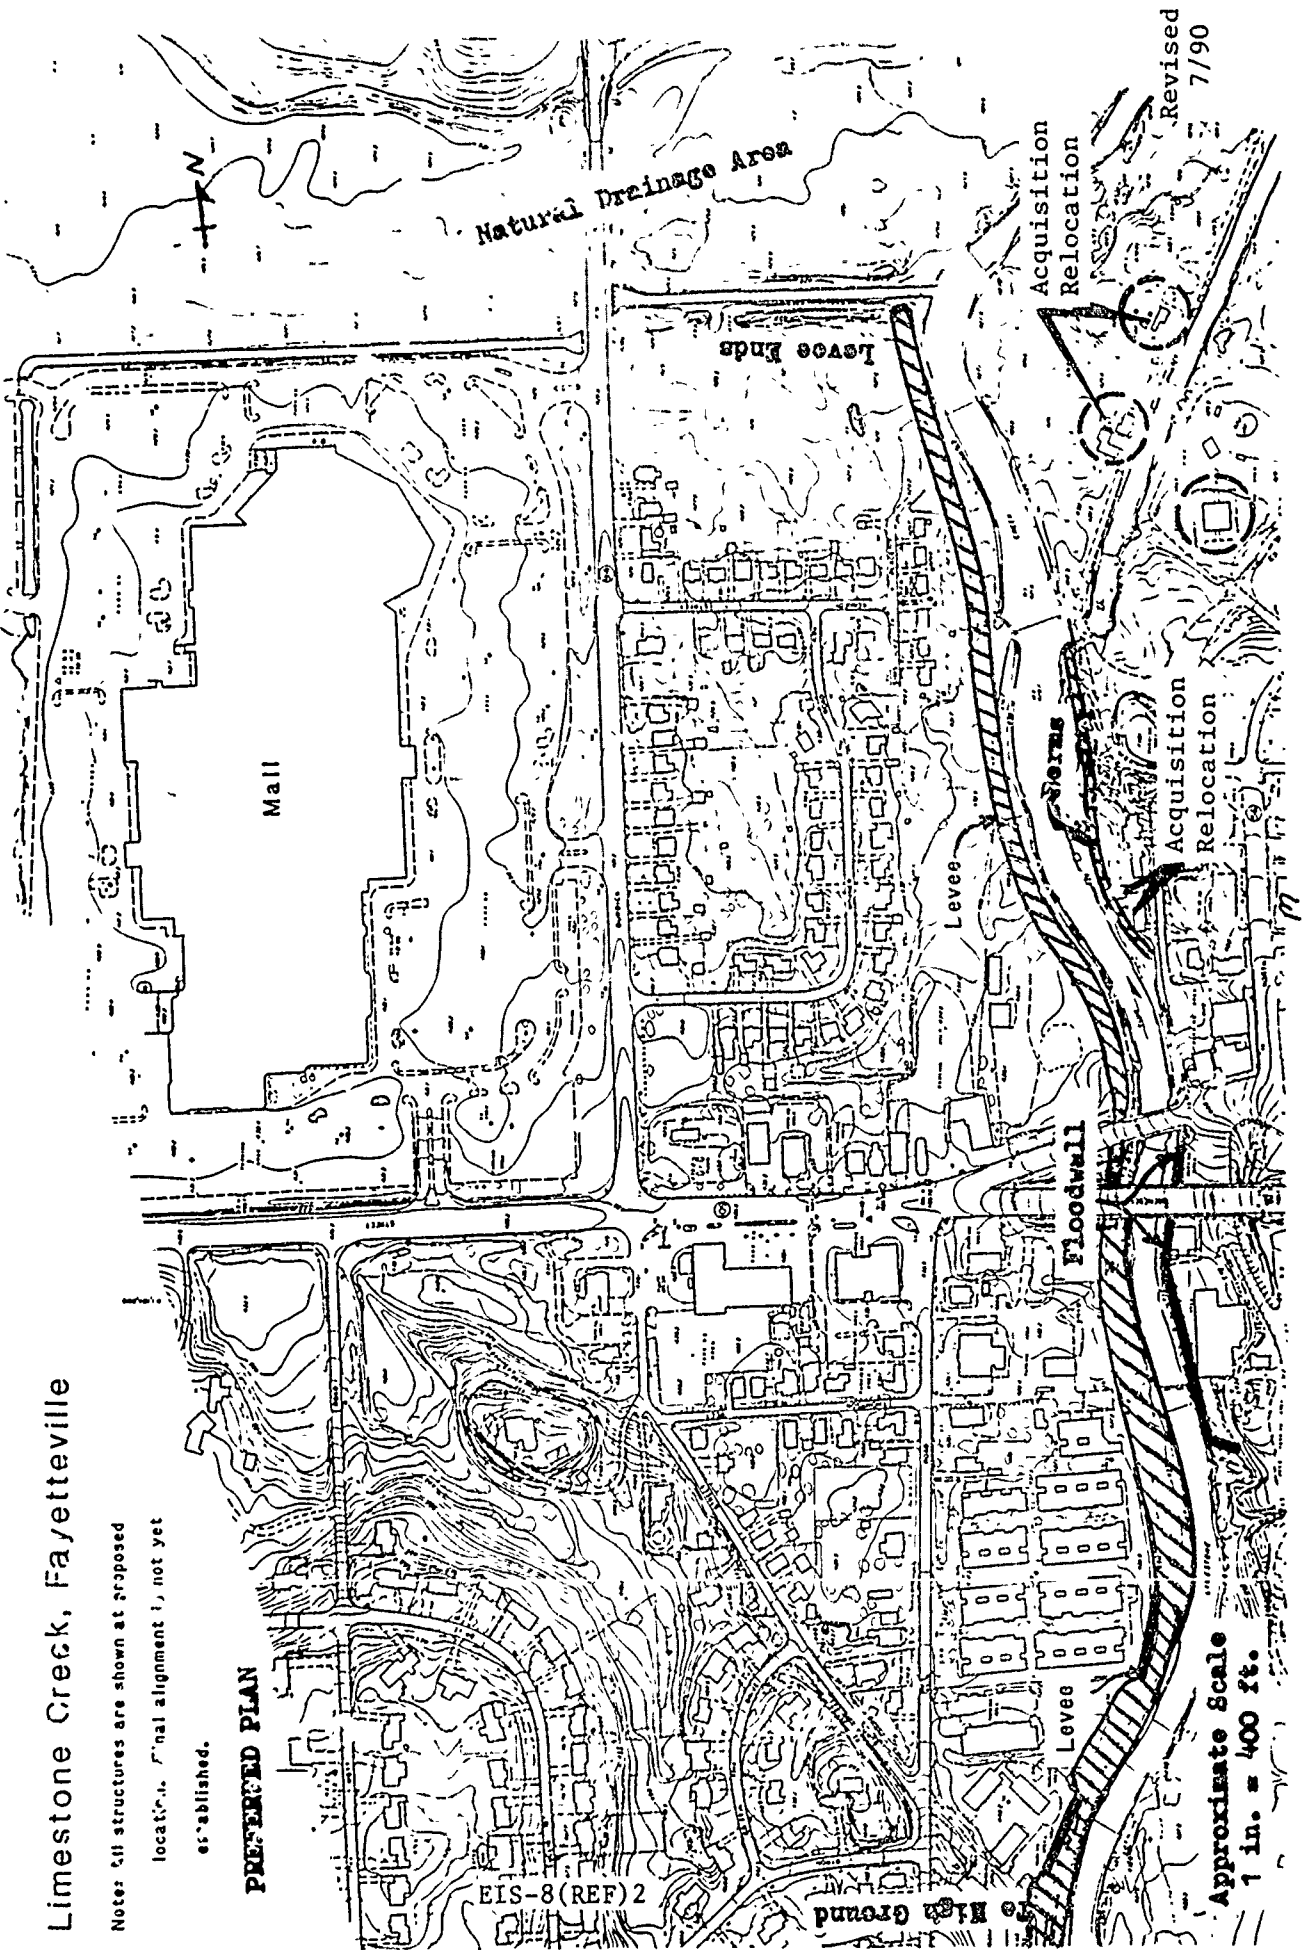 Limestone Creek, Fayetteville
Note: All structures are shown at proposed
location. Final alignment is not yet
established.
PREFERRED PLAN
Mall
N
Natural Drainage Area
Levee Ends
Acquisition
Relocation
Revised
7/90
Levee
Berms
Acquisition
Relocation
Floodwall
STREET
Levee
To High Ground
Approximate Scale
1 in. = 400 ft.
EIS-8(REF)2